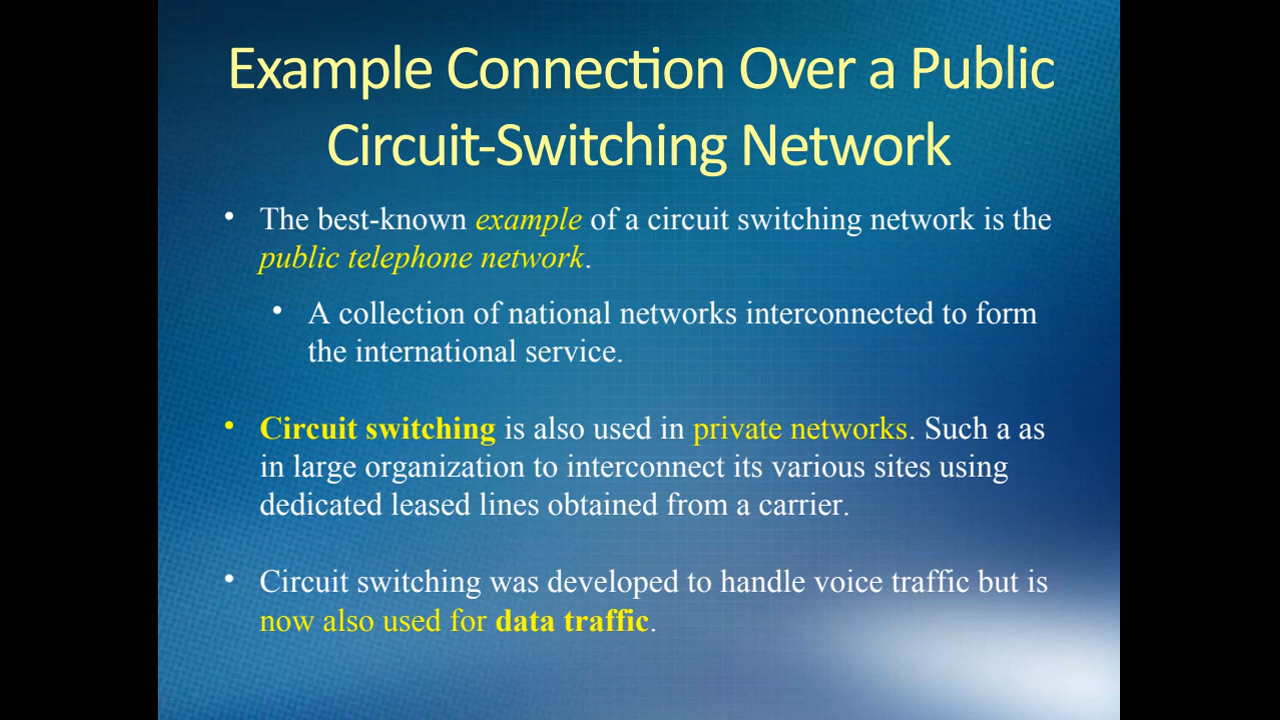 Example Connection Over a Public
Circuit-Switching Network
• The best-known example of a circuit switching network is the
public telephone network.
• A collection of national networks interconnected to form
the international service.
• Circuit switching is also used in private networks. Such a as
in large organization to interconnect its various sites using
dedicated leased lines obtained from a carrier.
• Circuit switching was developed to handle voice traffic but is
now also used for data traffic.